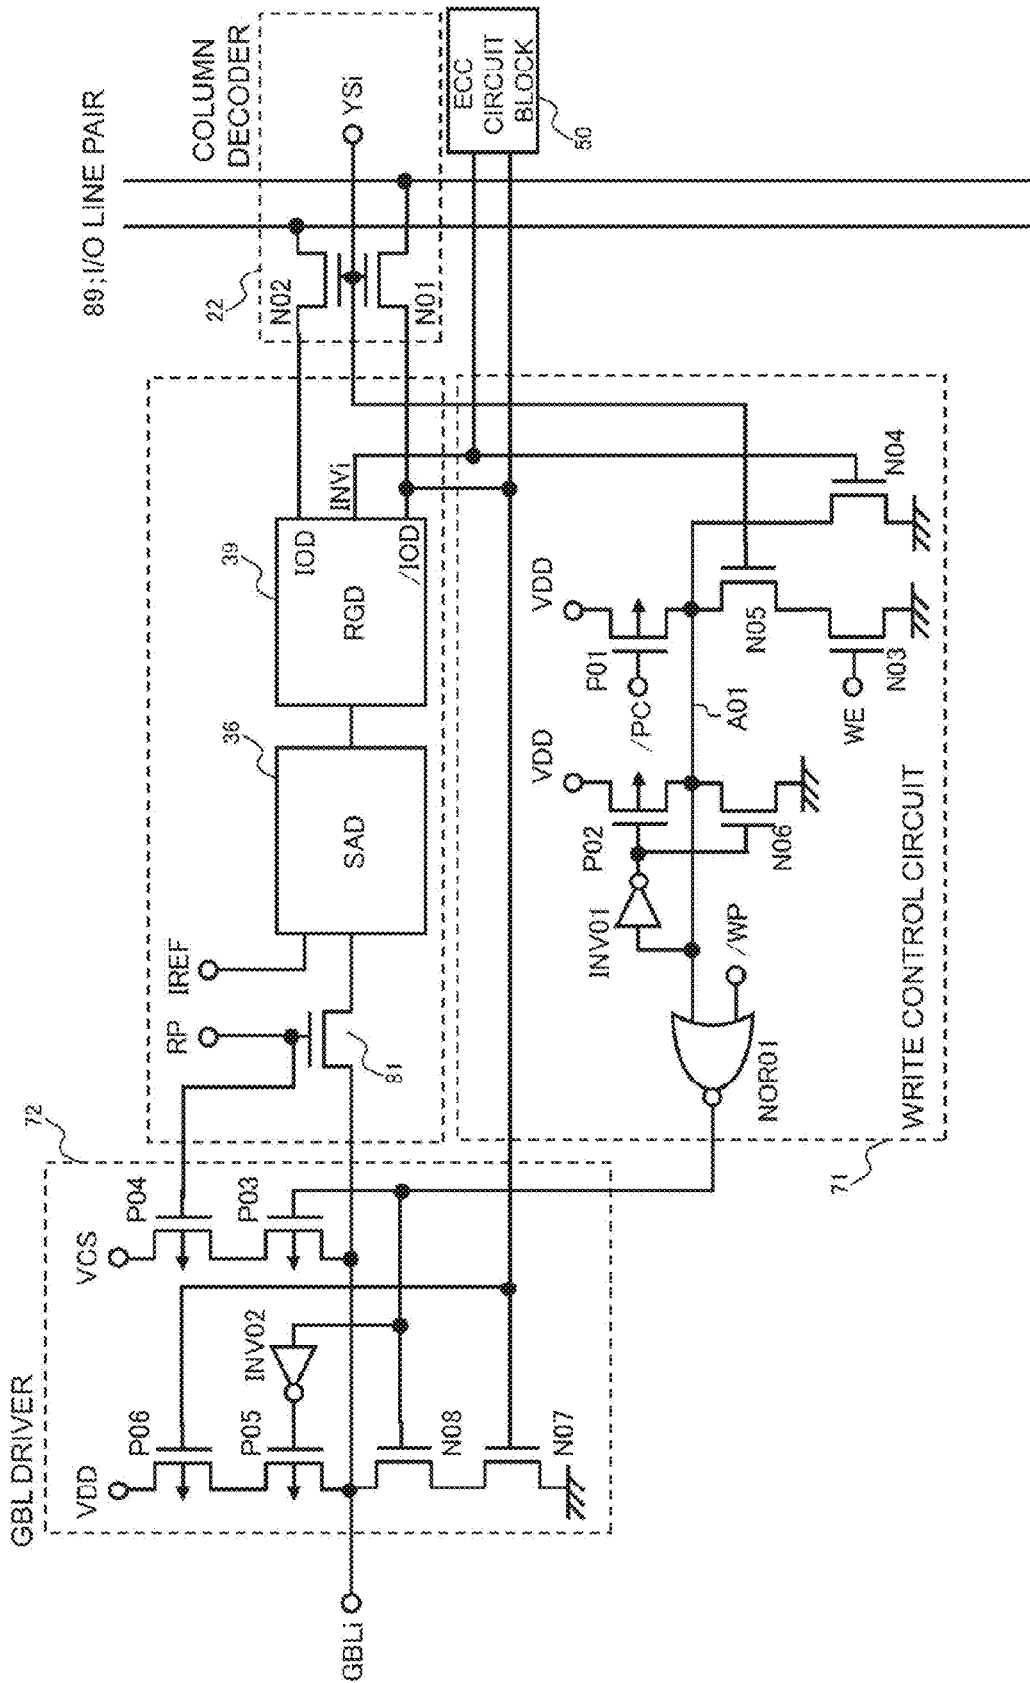 GBL DRIVER
72
VDD
P06
P05
INV02
N08
N07
GBLi
VCS
P04
P03
RP
IREF
81
36
SAD
39
RGD
IOD
INVi
/IOD
89;I/O LINE PAIR
COLUMN
DECODER
22
N02
N01
YSi
ECC
CIRCUIT
BLOCK
50
71
WRITE CONTROL CIRCUIT
NOR01
/WP
INV01
P02
VDD
N06
A01
/PC
P01
VDD
N05
WE
N03
N04